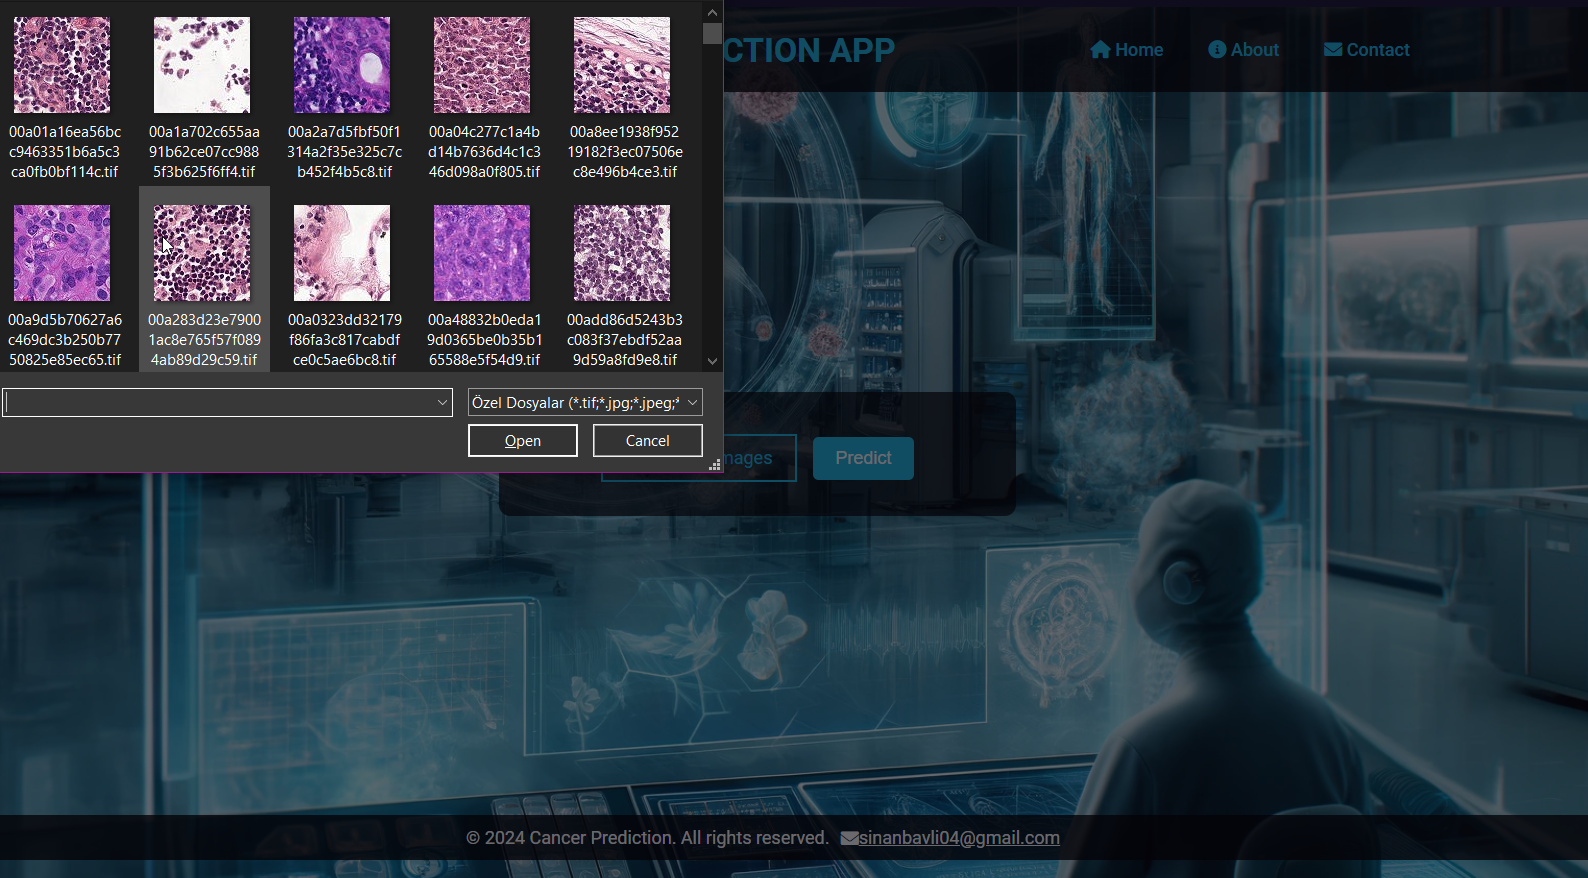 CTION APP
Home
About
Contact
00a01a16ea56bc
c9463351b6a5c3
ca0fb0bf114c.tif
00a1a702c655aa
91b62ce07cc988
5f3b625f6ff4.tif
00a2a7d5fbf50f1
314a2f35e325c7c
b452f4b5c8.tif
00a04c277c1a4b
d14b7636d4c1c3
46d098a0f805.tif
00a8ee1938f952
19182f3ec07506e
c8e496b4ce3.tif
00a9d5b70627a6
c469dc3b250b77
50825e85ec65.tif
00a283d23e7900
1ac8e765f57f089
4ab89d29c59.tif
00a0323dd32179
f86fa3c817cabdf
ce0c5ae6bc8.tif
00a48832b0eda1
9d0365be0b35b1
65588e5f54d9.tif
00add86d5243b3
c083f37ebdf52aa
9d59a8fd9e8.tif
Özel Dosyalar (*.tif;*.jpg;*.jpeg;*
Open
Cancel
nages
Predict
© 2024 Cancer Prediction. All rights reserved. sinanbavli04@gmail.com